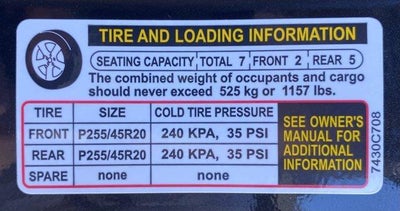 TIRE AND LOADING INFORMATION
SEATING CAPACITY TOTAL 7 FRONT 2 REAR 5
The combined weight of occupants and cargo
should never exceed 525 kg or 1157 lbs.
TIRE SIZE COLD TIRE PRESSURE
FRONT P255/45R20 240 KPA, 35 PSI
REAR P255/45R20 240 KPA, 35 PSI
SPARE none none
SEE OWNER'S
MANUAL FOR
ADDITIONAL
INFORMATION
7430C708